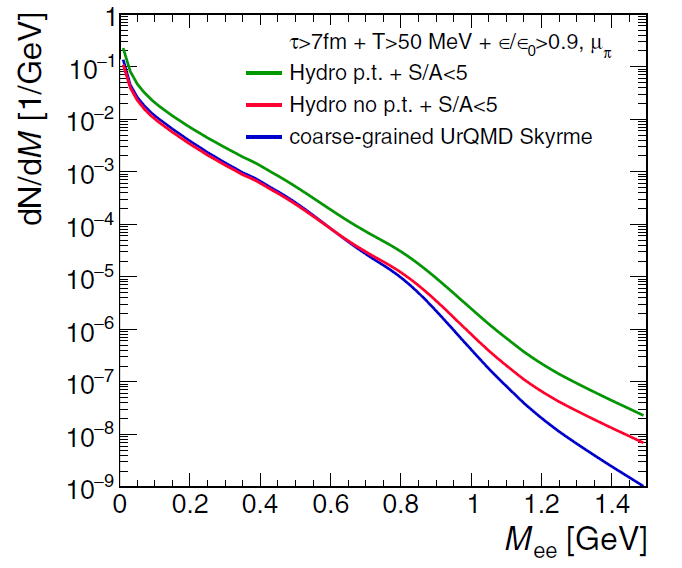 dN/dM [1/GeV]
1
10⁻¹
10⁻²
10⁻³
10⁻⁴
10⁻⁵
10⁻⁶
10⁻⁷
10⁻⁸
10⁻⁹
τ>7fm + T>50 MeV + ϵ/ϵ₀>0.9, μ_π
Hydro p.t. + S/A<5
Hydro no p.t. + S/A<5
coarse-grained UrQMD Skyrme
0 0.2 0.4 0.6 0.8 1 1.2 1.4
M_ee [GeV]